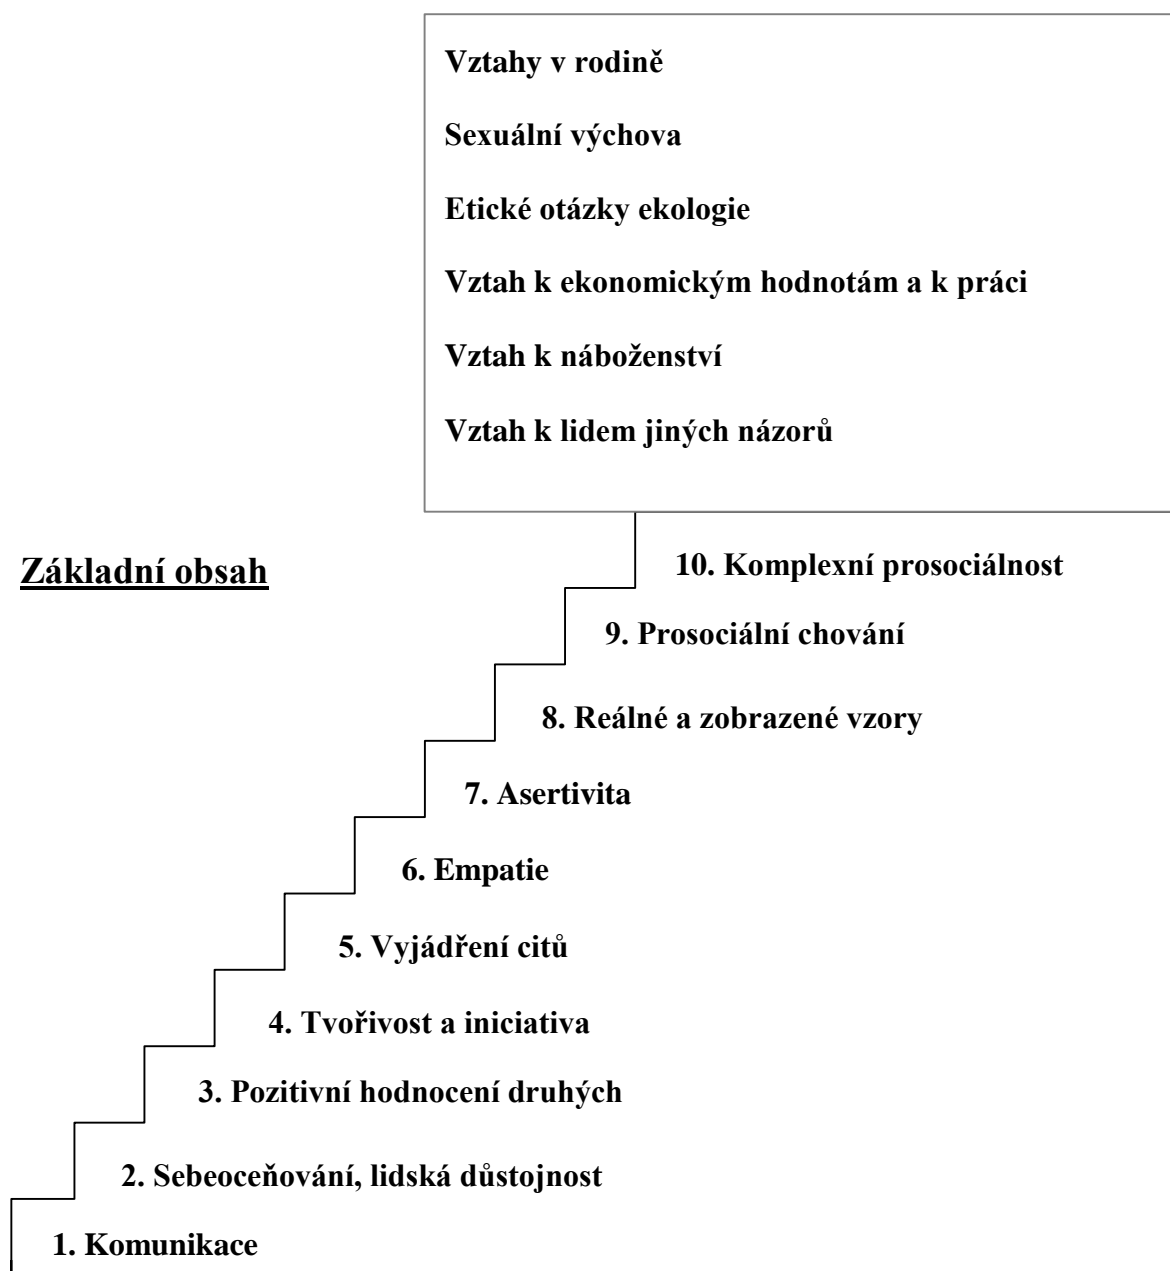 Vztahy v rodině
Sexuální výchova
Etické otázky ekologie
Vztah k ekonomickým hodnotám a k práci
Vztah k náboženství
Vztah k lidem jiných názorů
Základní obsah
10. Komplexní prosociálnost
9. Prosociální chování
8. Reálné a zobrazené vzory
7. Asertivita
6. Empatie
5. Vyjádření citů
4. Tvořivost a iniciativa
3. Pozitivní hodnocení druhých
2. Sebeoceňování, lidská důstojnost
1. Komunikace